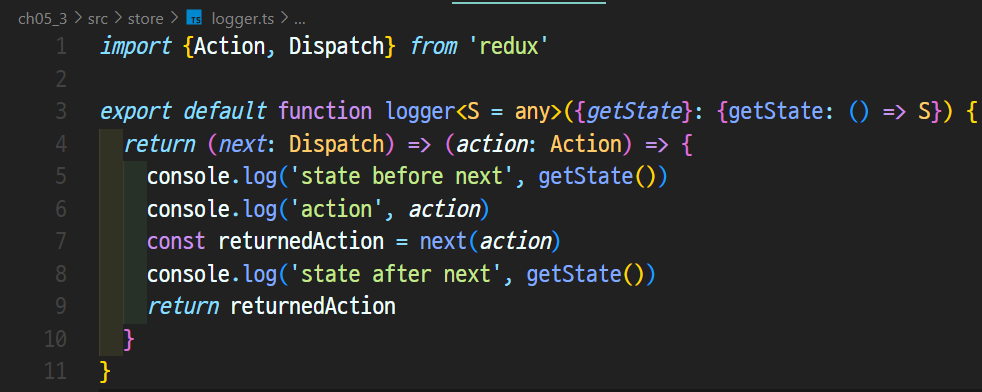 ch05_3 > src > store > TS logger.ts > ...
1 import {Action, Dispatch} from 'redux'
2
3 export default function logger<S = any>({getState}: {getState: () => S}) {
4 return (next: Dispatch) => (action: Action) => {
5 console.log('state before next', getState())
6 console.log('action', action)
7 const returnedAction = next(action)
8 console.log('state after next', getState())
9 return returnedAction
10 }
11 }